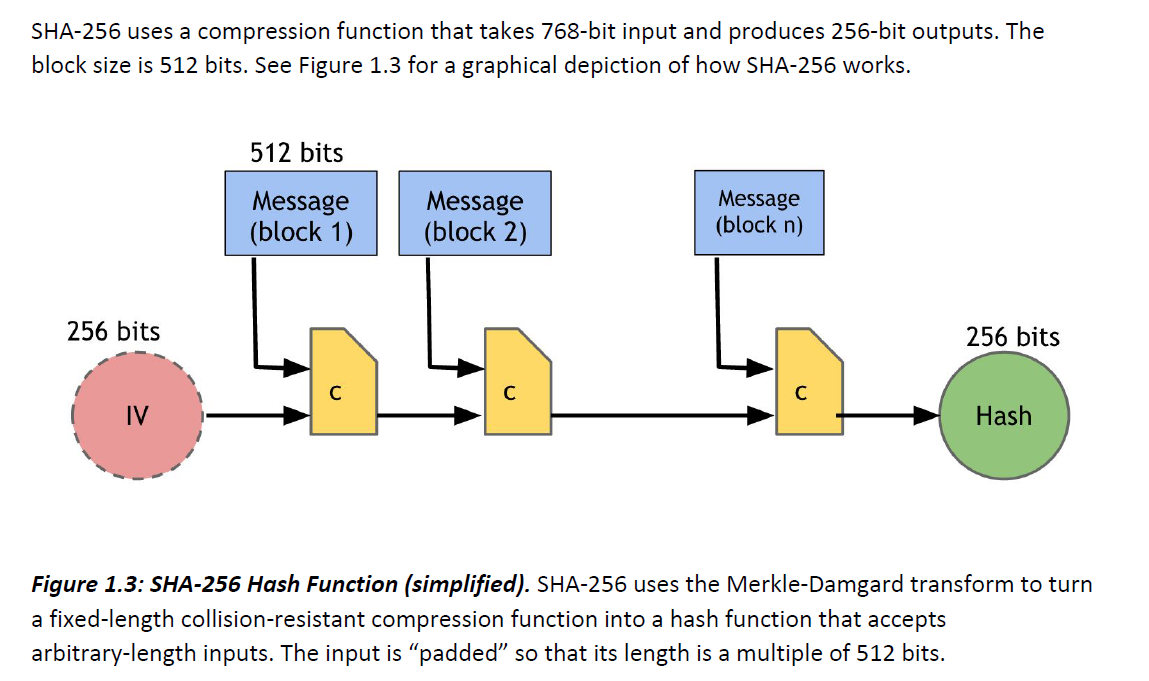 SHA-256 uses a compression function that takes 768-bit input and produces 256-bit outputs. The
block size is 512 bits. See Figure 1.3 for a graphical depiction of how SHA-256 works.
512 bits
Message
(block 1)
Message
(block 2)
Message
(block n)
256 bits
256 bits
IV
C
C
C
Hash
Figure 1.3: SHA-256 Hash Function (simplified). SHA-256 uses the Merkle-Damgard transform to turn
a fixed-length collision-resistant compression function into a hash function that accepts
arbitrary-length inputs. The input is “padded” so that its length is a multiple of 512 bits.